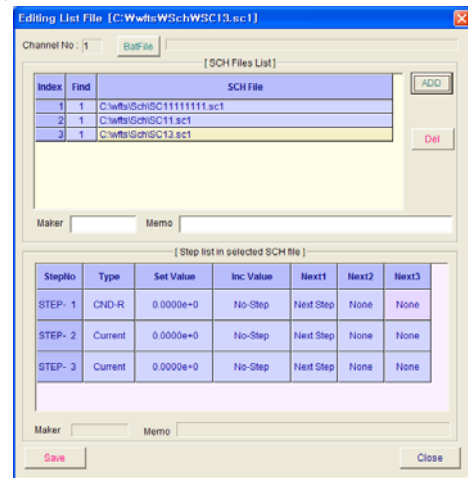 Editing List File [C:₩wfts₩Sch₩SC13.sc1]
Channel No : 1 BatFile
[ SCH Files List ]
Index Find SCH File
1 1 C:\wfts\Sch\SC11111111.sc1
2 1 C:\wfts\Sch\SC11.sc1
3 1 C:\wfts\Sch\SC13.sc1
ADD
Del
Maker Memo
[ Step list in selected SCH file ]
StepNo Type Set Value Inc Value Next1 Next2 Next3
STEP- 1 CND-R 0.0000e+0 No-Step Next Step None None
STEP- 2 Current 0.0000e+0 No-Step Next Step None None
STEP- 3 Current 0.0000e+0 No-Step Next Step None None
Maker Memo
Save Close